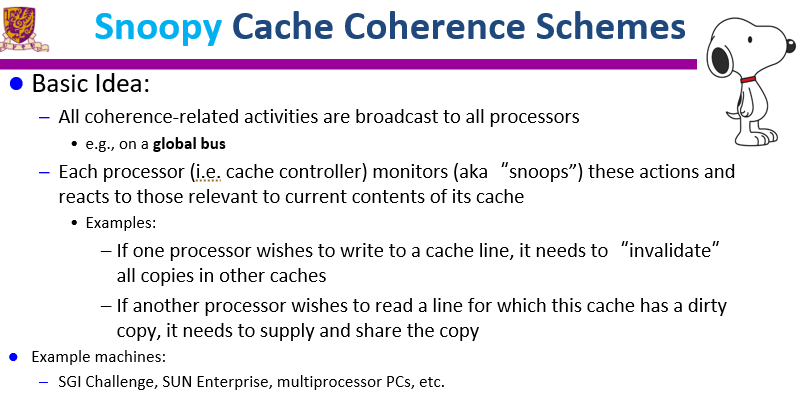 Snoopy Cache Coherence Schemes
● Basic Idea:
– All coherence-related activities are broadcast to all processors
• e.g., on a global bus
– Each processor (i.e. cache controller) monitors (aka “snoops”) these actions and
reacts to those relevant to current contents of its cache
• Examples:
– If one processor wishes to write to a cache line, it needs to “invalidate”
all copies in other caches
– If another processor wishes to read a line for which this cache has a dirty
copy, it needs to supply and share the copy
● Example machines:
– SGI Challenge, SUN Enterprise, multiprocessor PCs, etc.